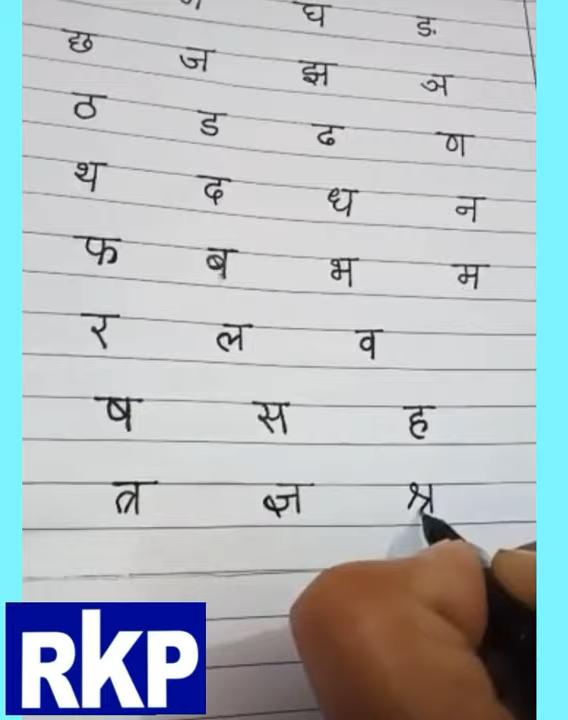 घ ङ
छ ज झ ञ
ठ ड ढ ण
थ द ध न
फ ब भ म
र ल व
ष स ह
त्र ज्ञ श्र
RKP